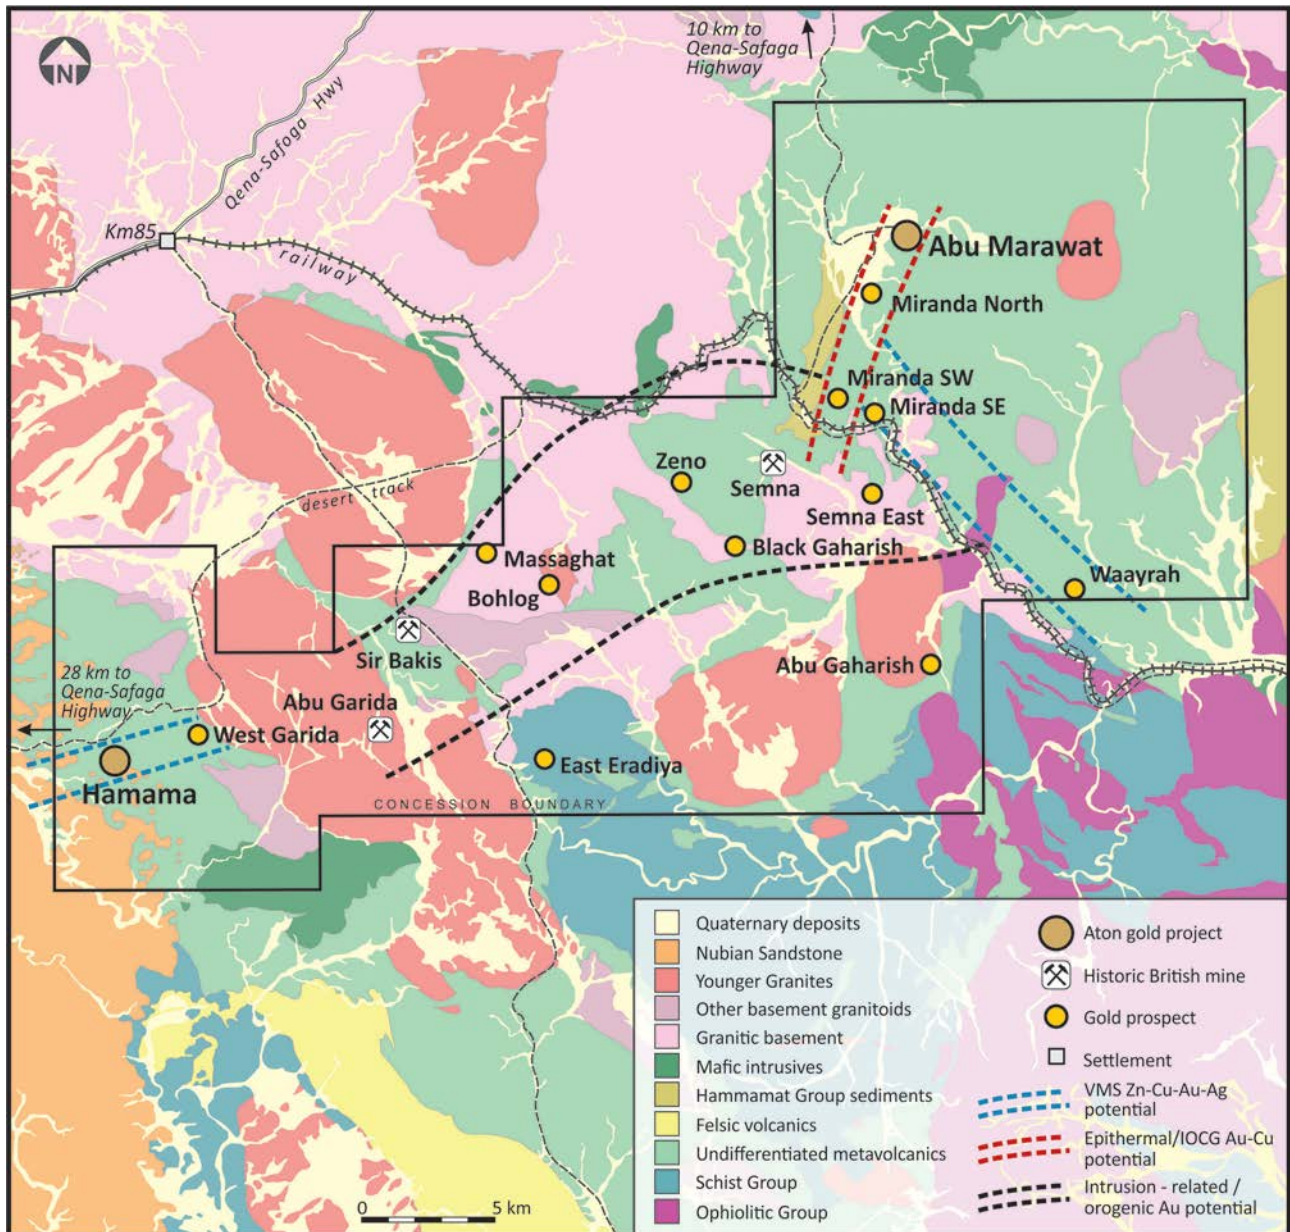 N
10 km to
Qena-Safaga
Highway
Qena-Safoga Hwy
Km85
railway
Abu Marawat
Miranda North
Miranda SW
Miranda SE
Zeno
Semna
Semna East
desert track
Massaghat
Black Gaharish
Bohlog
Waayrah
Sir Bakis
28 km to
Qena-Safaga
Highway
Abu Gaharish
Abu Garida
West Garida
East Eradiya
Hamama
CONCESSION BOUNDARY
Quaternary deposits
Nubian Sandstone
Younger Granites
Other basement granitoids
Granitic basement
Mafic intrusives
Hammamat Group sediments
Felsic volcanics
Undifferentiated metavolcanics
Schist Group
Ophiolitic Group
Aton gold project
Historic British mine
Gold prospect
Settlement
VMS Zn-Cu-Au-Ag
potential
Epithermal/IOCG Au-Cu
potential
Intrusion - related /
orogenic Au potential
0 5 km